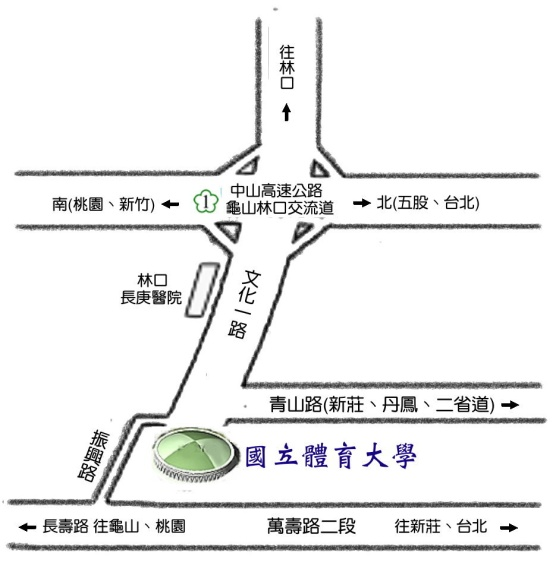 往林口
中山高速公路
南(桃園、新竹)
1
龜山林口交流道
北(五股、台北)
林口
長庚醫院
文化一路
青山路(新莊、丹鳳、二省道)
振興路
國立體育大學
長壽路 往龜山、桃園
萬壽路二段
往新莊、台北